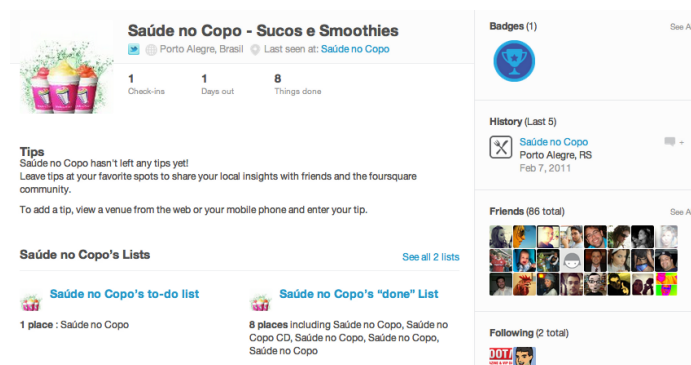 Saúde no Copo - Sucos e Smoothies
Porto Alegre, Brasil Last seen at: Saúde no Copo
1 1 8
Check-ins Days out Things done
Tips
Saúde no Copo hasn't left any tips yet!
Leave tips at your favorite spots to share your local insights with friends and the foursquare
community.
To add a tip, view a venue from the web or your mobile phone and enter your tip.
Saúde no Copo's Lists See all 2 lists
Saúde no Copo's to-do list
1 place : Saúde no Copo
Saúde no Copo's “done” List
8 places including Saúde no Copo, Saúde no
Copo CD, Saúde no Copo, Saúde no Copo,
Saúde no Copo
Badges (1) See A
History (Last 5)
Saúde no Copo
Porto Alegre, RS
Feb 7, 2011
Friends (86 total) See A
Following (2 total)